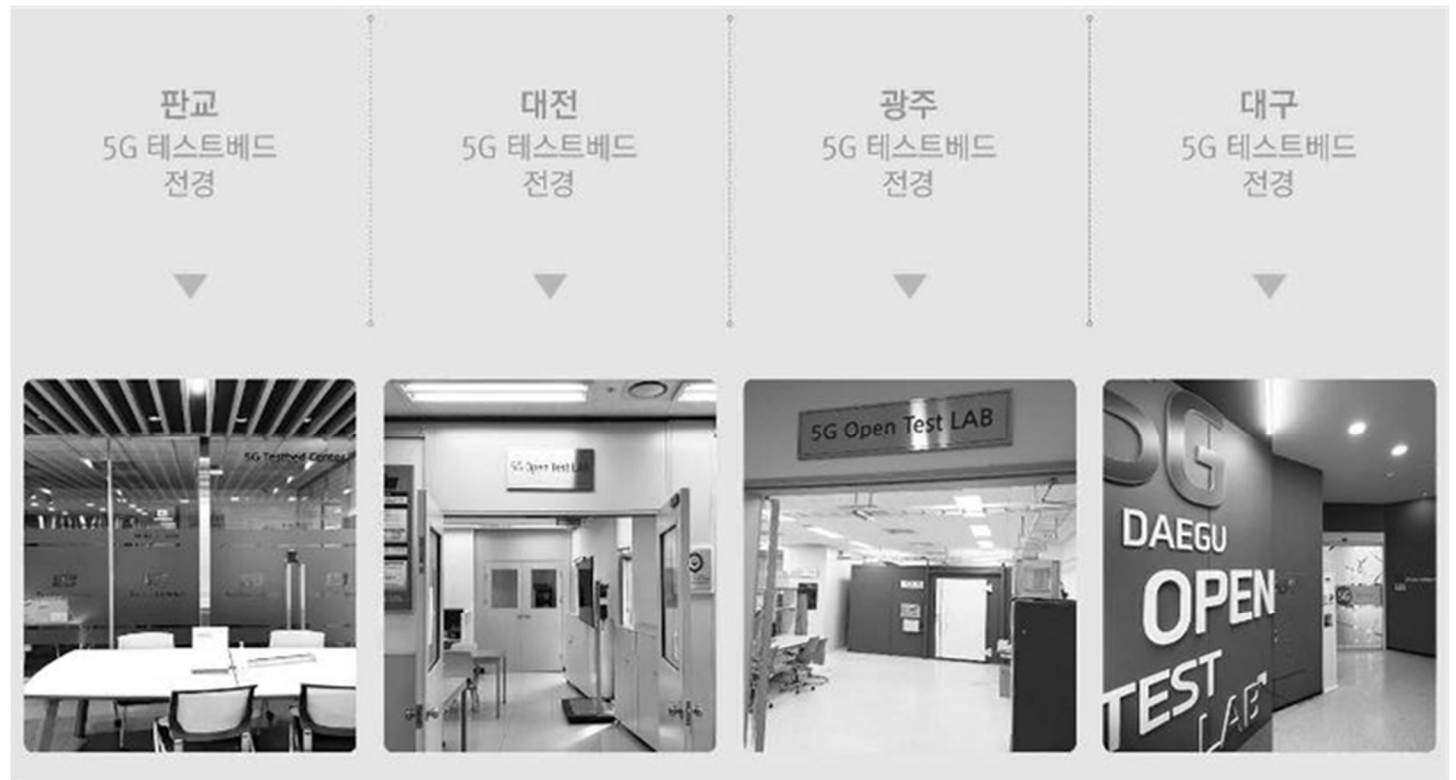 판교
5G 테스트베드
전경
대전
5G 테스트베드
전경
광주
5G 테스트베드
전경
대구
5G 테스트베드
전경
5G Testbed Center
5G Open Test LAB
5G Open Test LAB
5G
DAEGU
OPEN
TEST
LAB